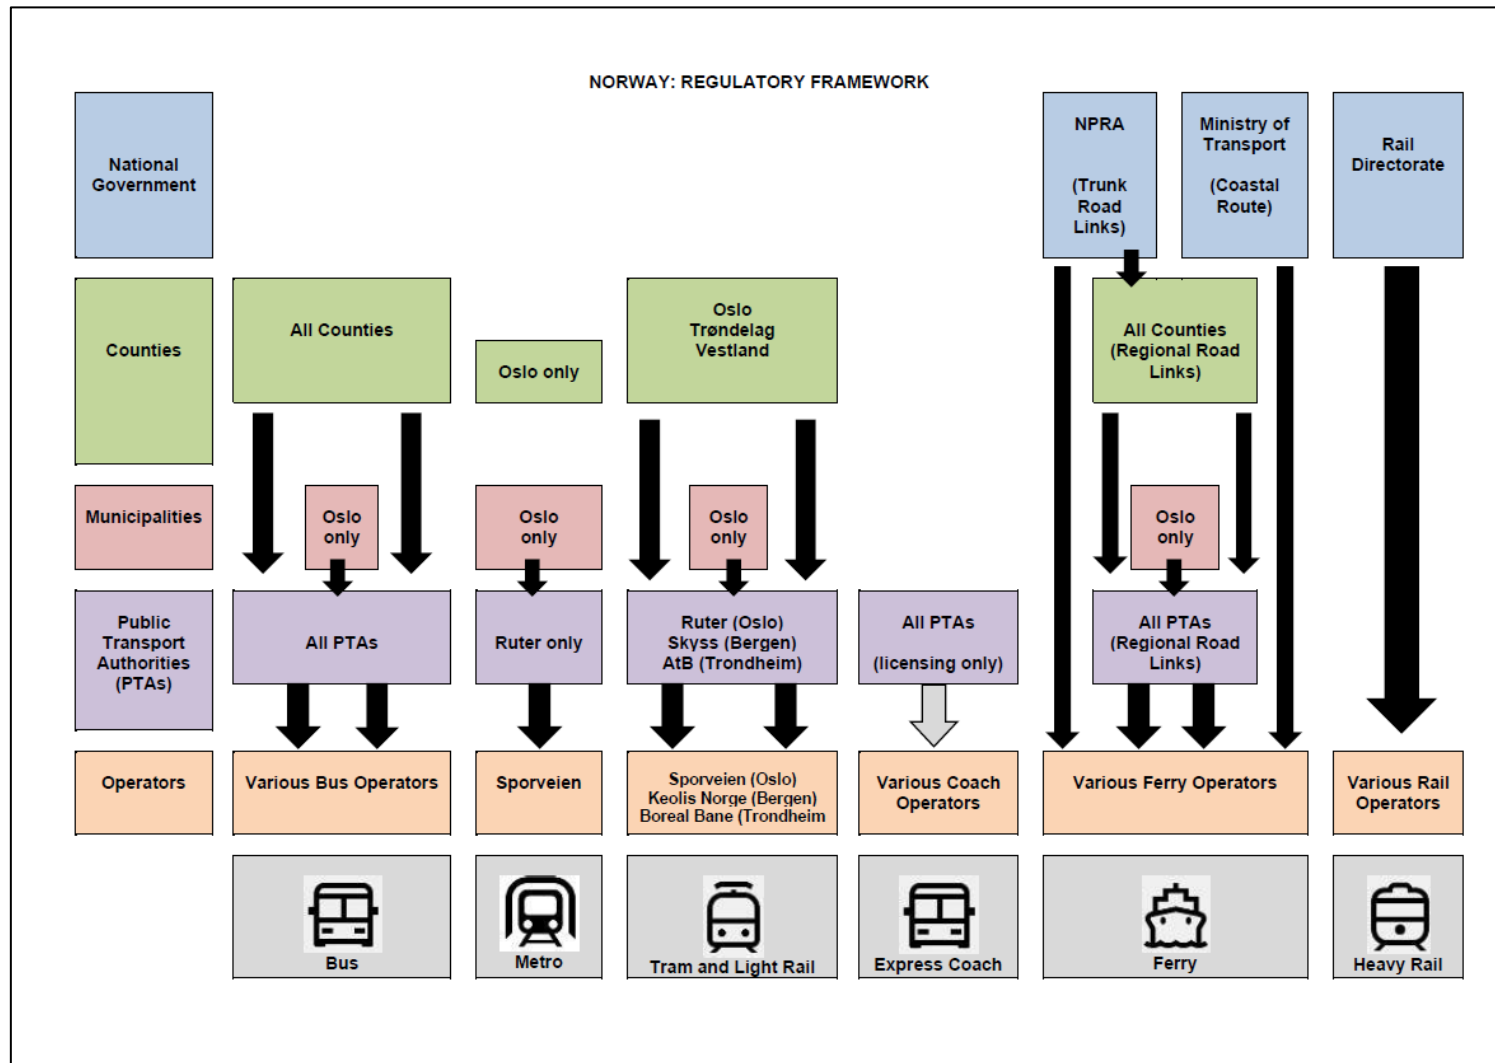 NORWAY: REGULATORY FRAMEWORK
National
Government
NPRA
(Trunk
Road
Links)
Ministry of
Transport
(Coastal
Route)
Rail
Directorate
Counties
All Counties
Oslo only
Oslo
Trøndelag
Vestland
All Counties
(Regional Road
Links)
Municipalities
Oslo
only
Oslo
only
Oslo
only
Oslo
only
Public
Transport
Authorities
(PTAs)
All PTAs
Ruter only
Ruter (Oslo)
Skyss (Bergen)
AtB (Trondheim)
All PTAs
(licensing only)
All PTAs
(Regional Road
Links)
Operators
Various Bus Operators
Sporveien
Sporveien (Oslo)
Keolis Norge (Bergen)
Boreal Bane (Trondheim
Various Coach
Operators
Various Ferry Operators
Various Rail
Operators
Bus
Metro
Tram and Light Rail
Express Coach
Ferry
Heavy Rail